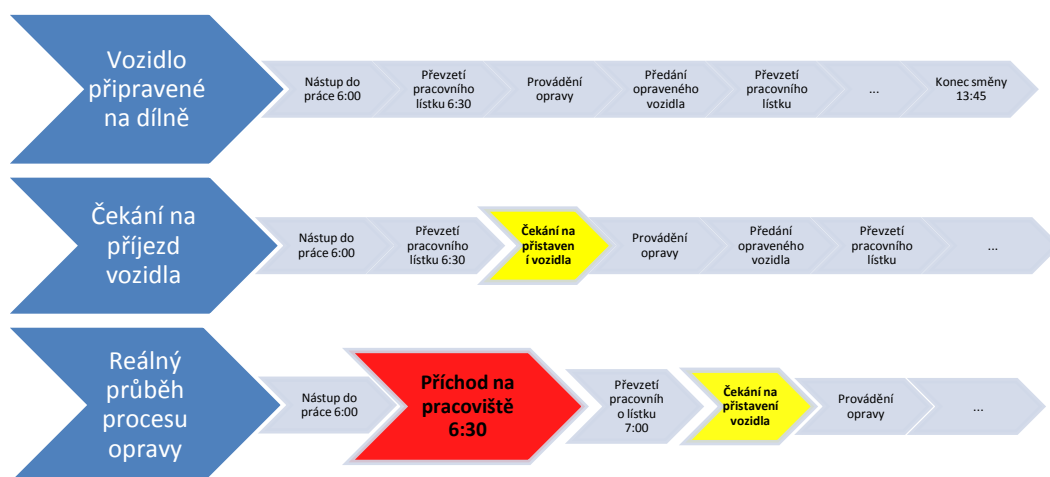 Vozidlo
připravené
na dílně
Nástup do
práce 6:00
Převzetí
pracovního
lístku 6:30
Provádění
opravy
Předání
opraveného
vozidla
Převzetí
pracovního
lístku
...
Konec směny
13:45
Čekání na
příjezd
vozidla
Nástup do
práce 6:00
Převzetí
pracovního
lístku 6:30
Čekání na
přistaven
í vozidla
Provádění
opravy
Předání
opraveného
vozidla
Převzetí
pracovního
lístku
...
Reálný
průběh
procesu
opravy
Nástup do
práce 6:00
Příchod na
pracoviště
6:30
Převzetí
pracovníh
o lístku
7:00
Čekání na
přistavení
vozidla
Provádění
opravy
...